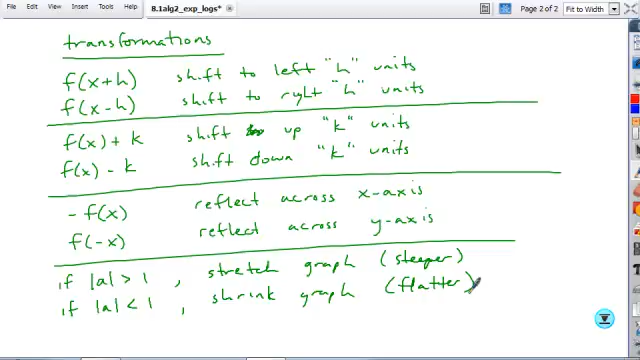 File Edit View Insert Tools Help
8.1alg2_exp_logs*
Page 2 of 2
Fit to Width
transformations
f(x+h) shift to left "h" units
f(x-h) shift to right "h" units
f(x) + k shift up "k" units
f(x) - k shift down "k" units
- f(x) reflect across x-axis
f(-x) reflect across y-axis
if |a| > 1 , stretch graph (steeper)
if |a| < 1 , shrink graph (flatter)